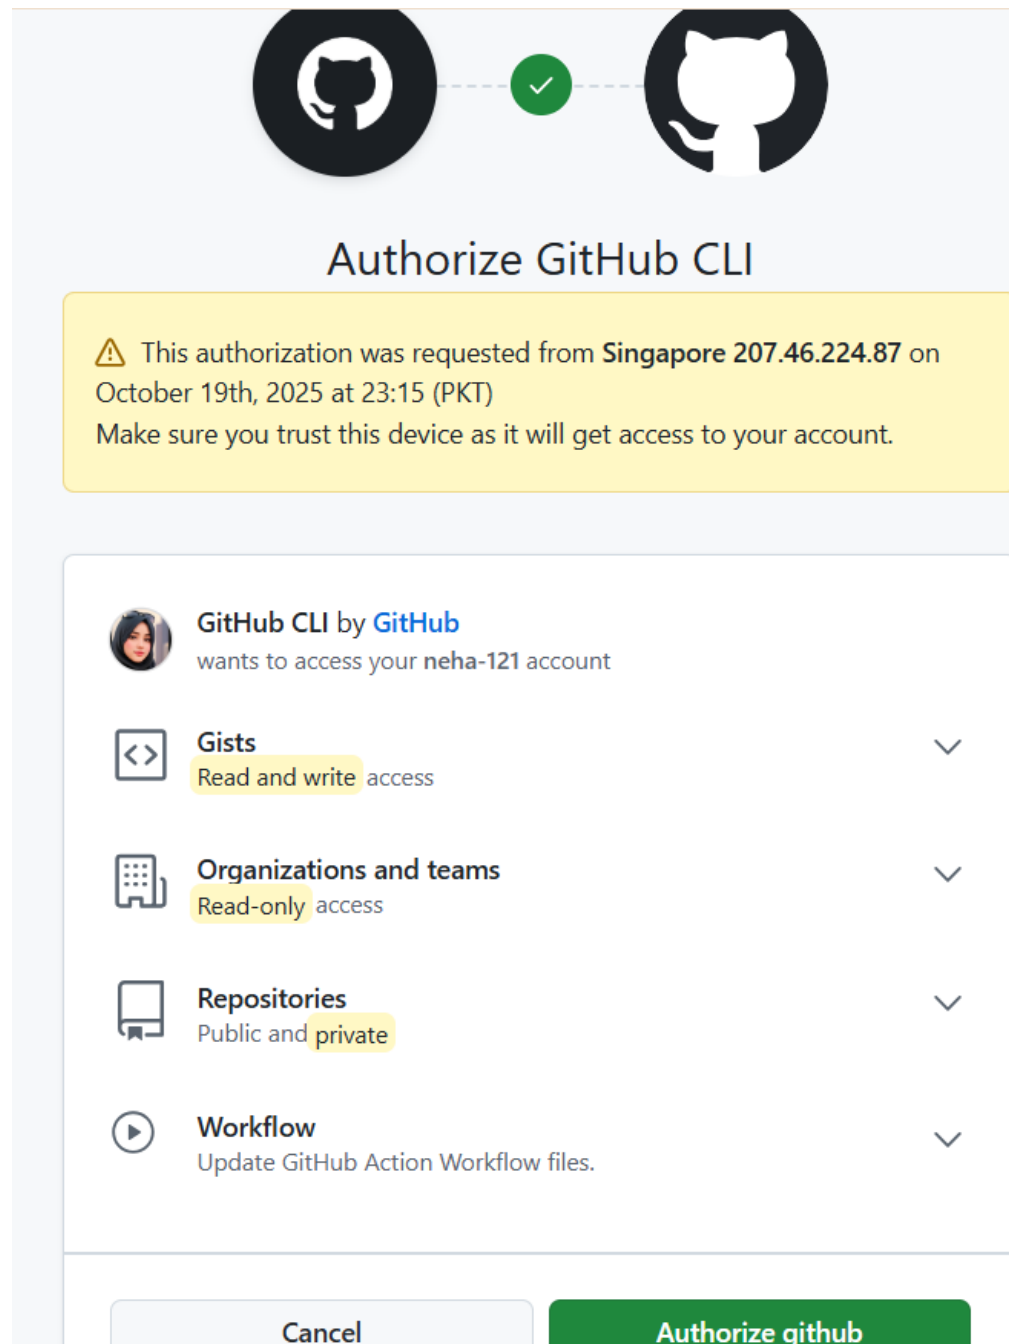 Authorize GitHub CLI
This authorization was requested from Singapore 207.46.224.87 on
October 19th, 2025 at 23:15 (PKT)
Make sure you trust this device as it will get access to your account.
GitHub CLI by GitHub
wants to access your neha-121 account
Gists
Read and write access
Organizations and teams
Read-only access
Repositories
Public and private
Workflow
Update GitHub Action Workflow files.
Cancel
Authorize github